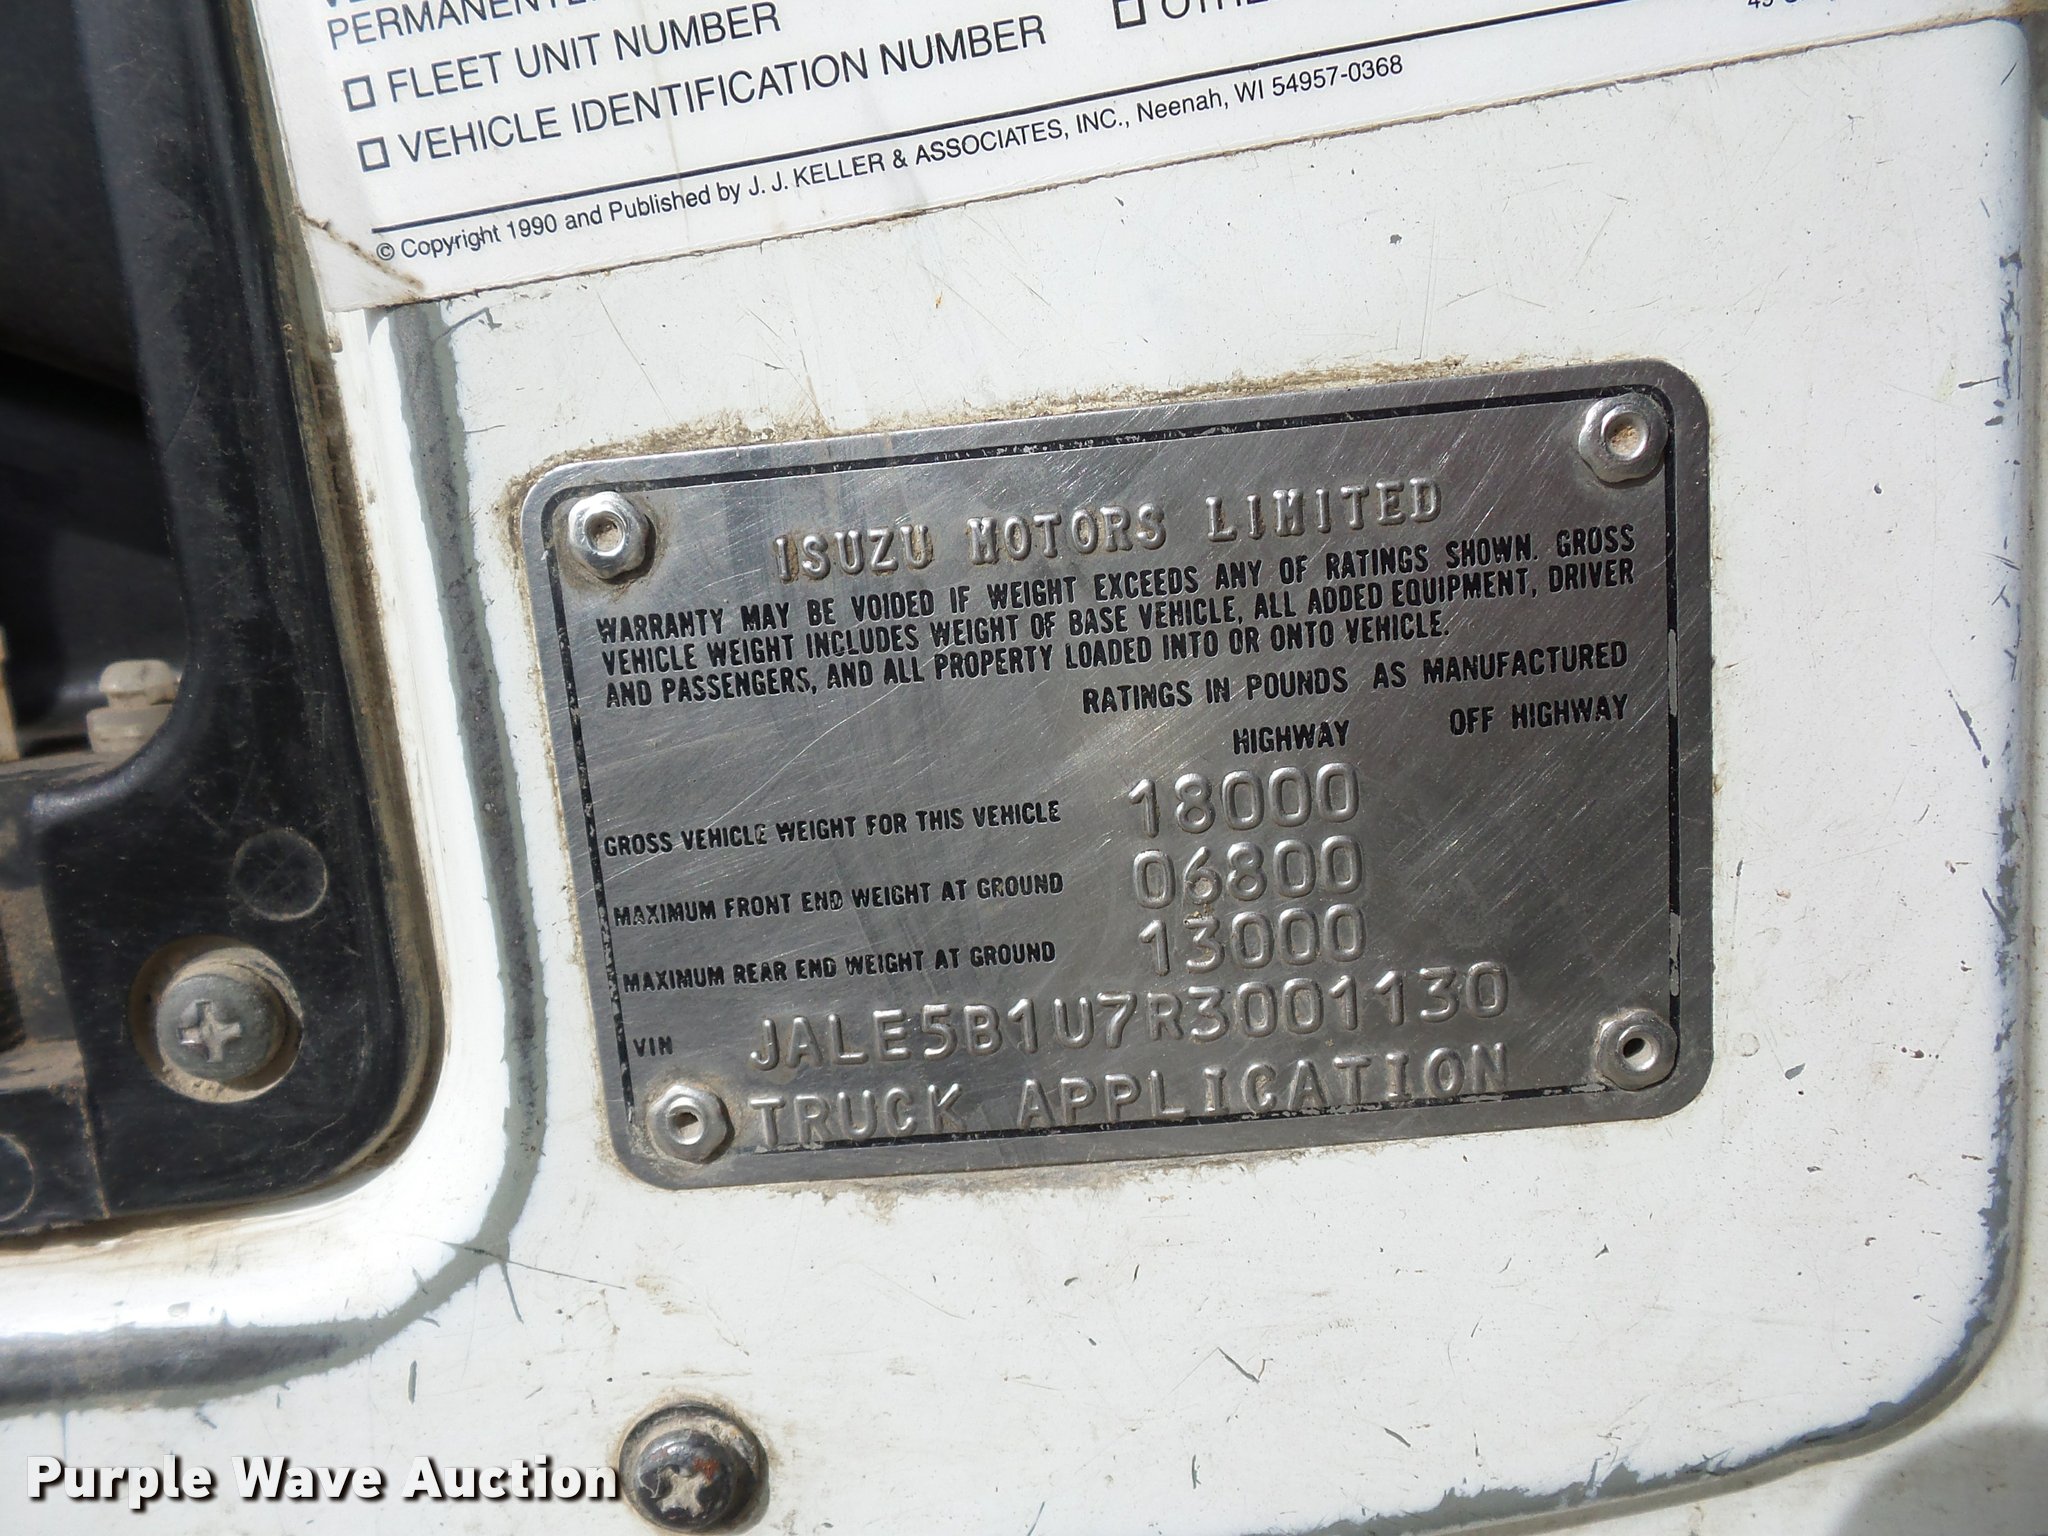 □ FLEET UNIT NUMBER
□ VEHICLE IDENTIFICATION NUMBER
© Copyright 1990 and Published by J. J. KELLER & ASSOCIATES, INC., Neenah, WI 54957-0368
ISUZU MOTORS LIMITED
WARRANTY MAY BE VOIDED IF WEIGHT EXCEEDS ANY OF RATINGS SHOWN. GROSS
VEHICLE WEIGHT INCLUDES WEIGHT OF BASE VEHICLE, ALL ADDED EQUIPMENT, DRIVER
AND PASSENGERS, AND ALL PROPERTY LOADED INTO OR ONTO VEHICLE.
RATINGS IN POUNDS AS MANUFACTURED
HIGHWAY OFF HIGHWAY
GROSS VEHICLE WEIGHT FOR THIS VEHICLE 18000
MAXIMUM FRONT END WEIGHT AT GROUND 06800
MAXIMUM REAR END WEIGHT AT GROUND 13000
VIN JALE5B1U7R3001130
TRUCK APPLICATION
Purple Wave Auction